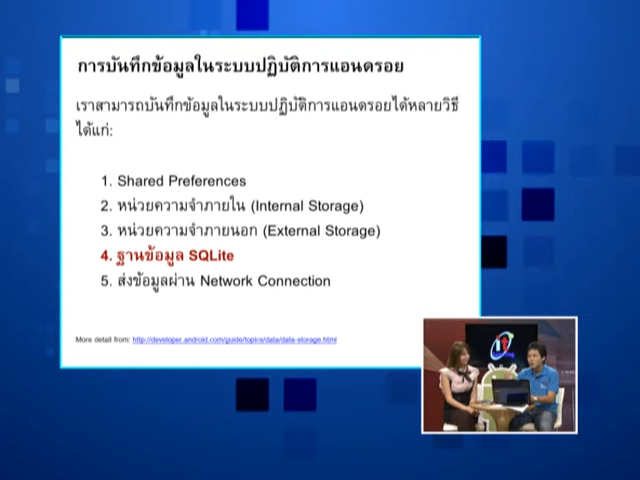 การบันทึกข้อมูลในระบบปฏิบัติการแอนดรอย
เราสามารถบันทึกข้อมูลในระบบปฏิบัติการแอนดรอยได้หลายวิธี
ได้แก่:
1. Shared Preferences
2. หน่วยความจำภายใน (Internal Storage)
3. หน่วยความจำภายนอก (External Storage)
4. ฐานข้อมูล SQLite
5. ส่งข้อมูลผ่าน Network Connection
More detail from: http://developer.android.com/guide/topics/data/data-storage.html
it